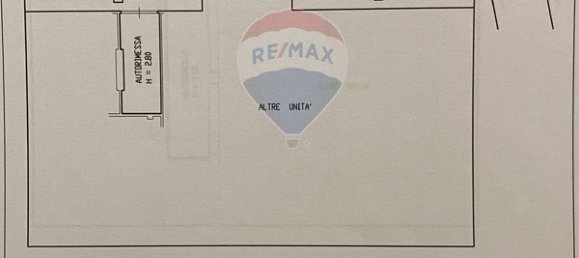 RE/MAX
AUTORIMESSA
H = 2.80
ALTRE UNITA'